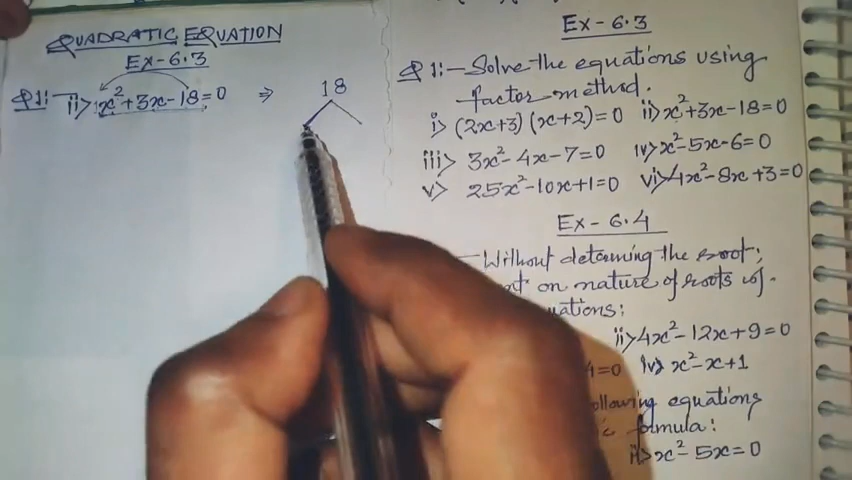 QUADRATIC EQUATION
EX-6.3
Q1:- ii> 1x²+3x-18=0 ⇒ 18
EX-6.3
Q1:-Solve the equations using
factor method.
i> (2x+3)(x+2)=0 ii> x²+3x-18=0
iii> 3x²-4x-7=0 iv> x²-5x-6=0
v> 25x²-10x+1=0 vi> 4x²-8x+3=0
EX-6.4
Without detarming the root,
on nature of roots of
ii> 4x²-12x+9=0
=0 iv> x²-x+1
equations
formula:
ii> x²-5x=0